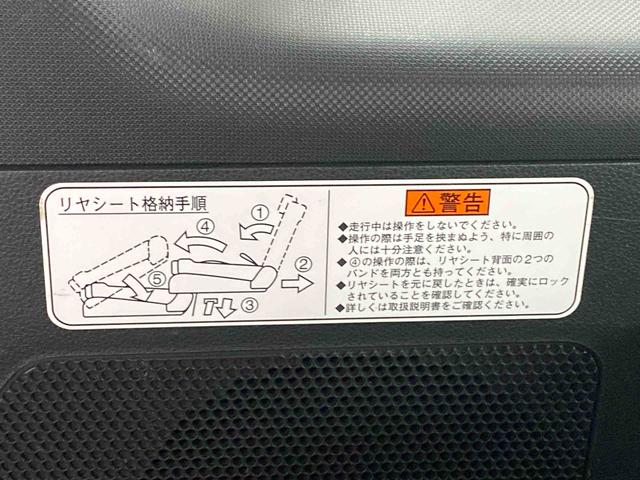 リヤシート格納手順
①
④
②
⑤
③
警告
◆走行中は操作をしないでください。
◆操作の際は手足を挟まぬよう、特に周囲の
人には十分注意ください。
◆④の操作の際は、リヤシート背面の2つの
バンドを両方とも持ってください。
◆リヤシートを元に戻したときは、確実にロック
されていることを確認してください。
◆詳しくは取扱説明書をご確認ください。